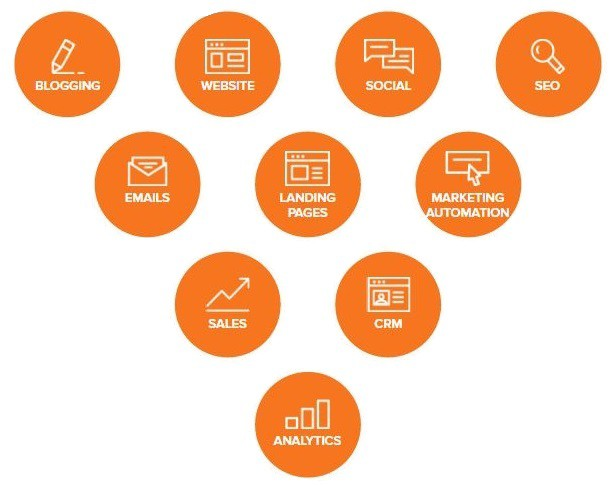 BLOGGING
WEBSITE
SOCIAL
SEO
EMAILS
LANDING
PAGES
MARKETING
AUTOMATION
SALES
CRM
ANALYTICS